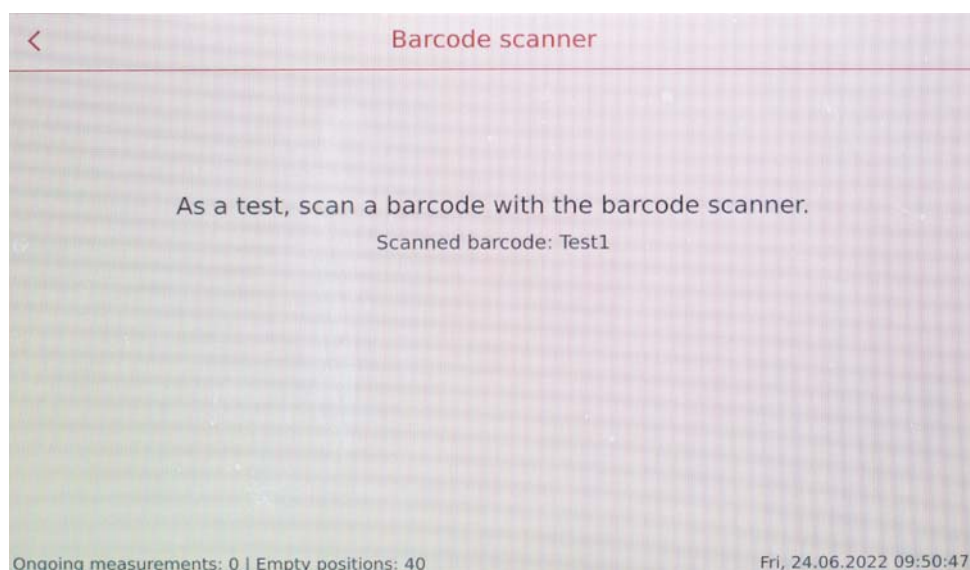 Barcode scanner
As a test, scan a barcode with the barcode scanner.
Scanned barcode: Test1
Ongoing measurements: 0 | Empty positions: 40
Fri, 24.06.2022 09:50:47